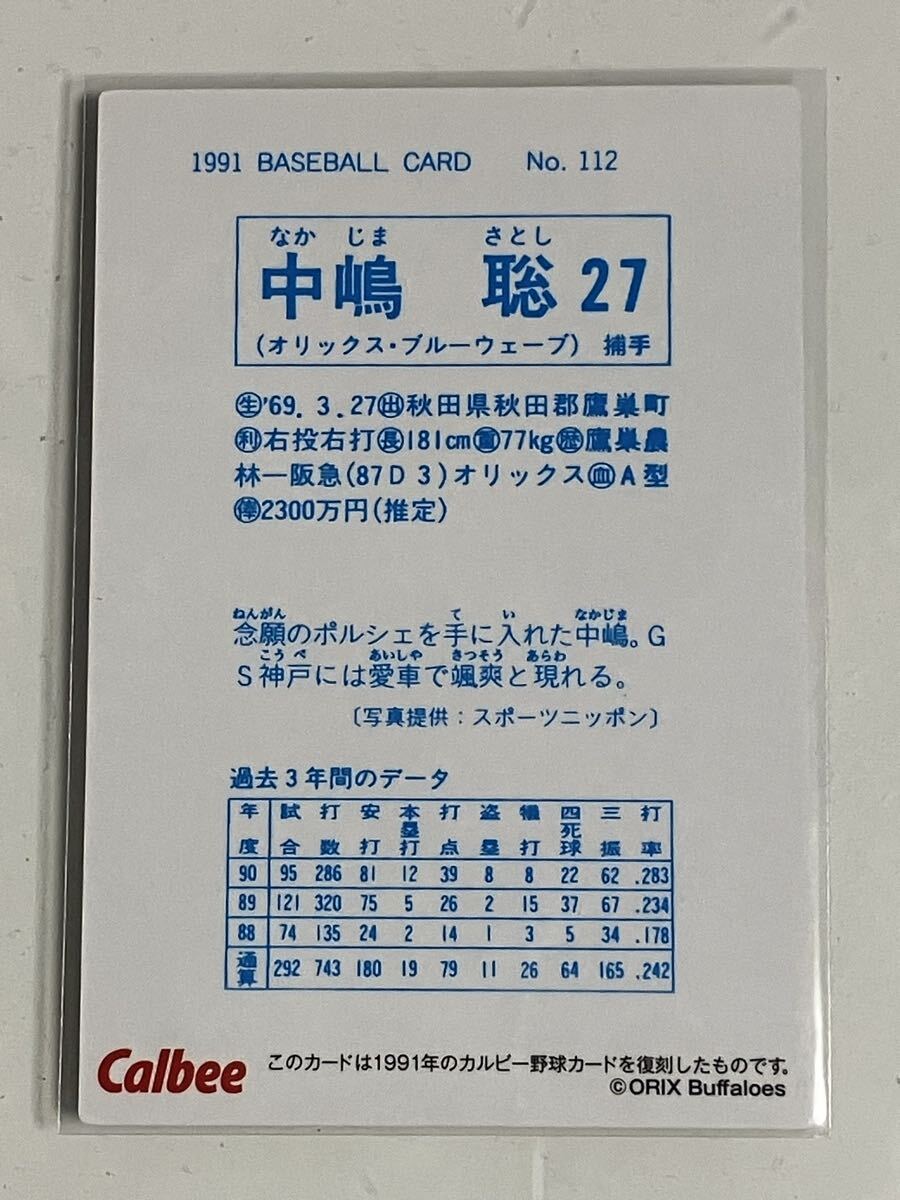 1991 BASEBALL CARD No. 112
なか じま さとし
中嶋 聡 27
(オリックス・ブルーウェーブ) 捕手
㊤'69. 3. 27㊤秋田県秋田郡鷹巣町
利右投右打長181cm重77kg歴鷹巣農
林—阪急(87D3)オリックス血A型
俸2300万円(推定)
ねんがん て い なかじま
念願のポルシェを手に入れた中嶋。G
こうべ あいしゃ さっそう あらわ
S神戸には愛車で颯爽と現れる。
〔写真提供:スポーツニッポン〕
過去3年間のデータ
年度 試合 打数 安打 本塁打 打点 盗塁 犠打 四死球 三振 打率
90 95 286 81 12 39 8 8 22 62 .283
89 121 320 75 5 26 2 15 37 67 .234
88 74 135 24 2 14 1 3 5 34 .178
通算 292 743 180 19 79 11 26 64 165 .242
Calbee このカードは1991年のカルビー野球カードを復刻したものです。
©ORIX Buffaloes